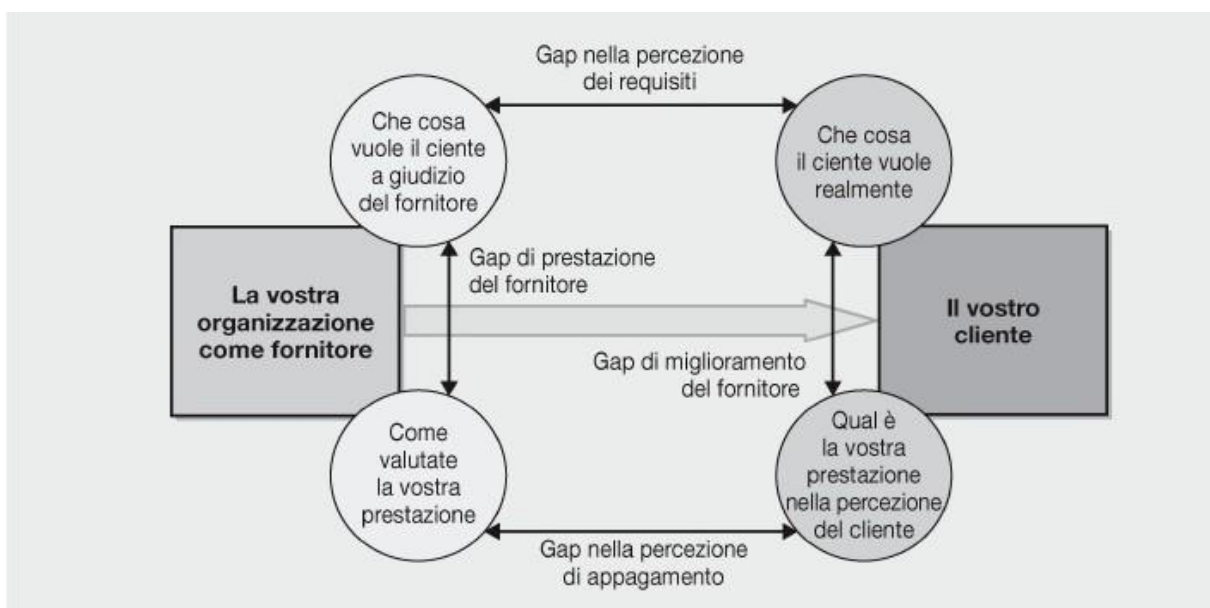 Gap nella percezione
dei requisiti
Che cosa
vuole il ciente
a giudizio
del fornitore
Che cosa
il ciente vuole
realmente
Gap di prestazione
del fornitore
La vostra
organizzazione
come fornitore
Il vostro
cliente
Gap di miglioramento
del fornitore
Come
valutate
la vostra
prestazione
Qual è
la vostra
prestazione
nella percezione
del cliente
Gap nella percezione
di appagamento